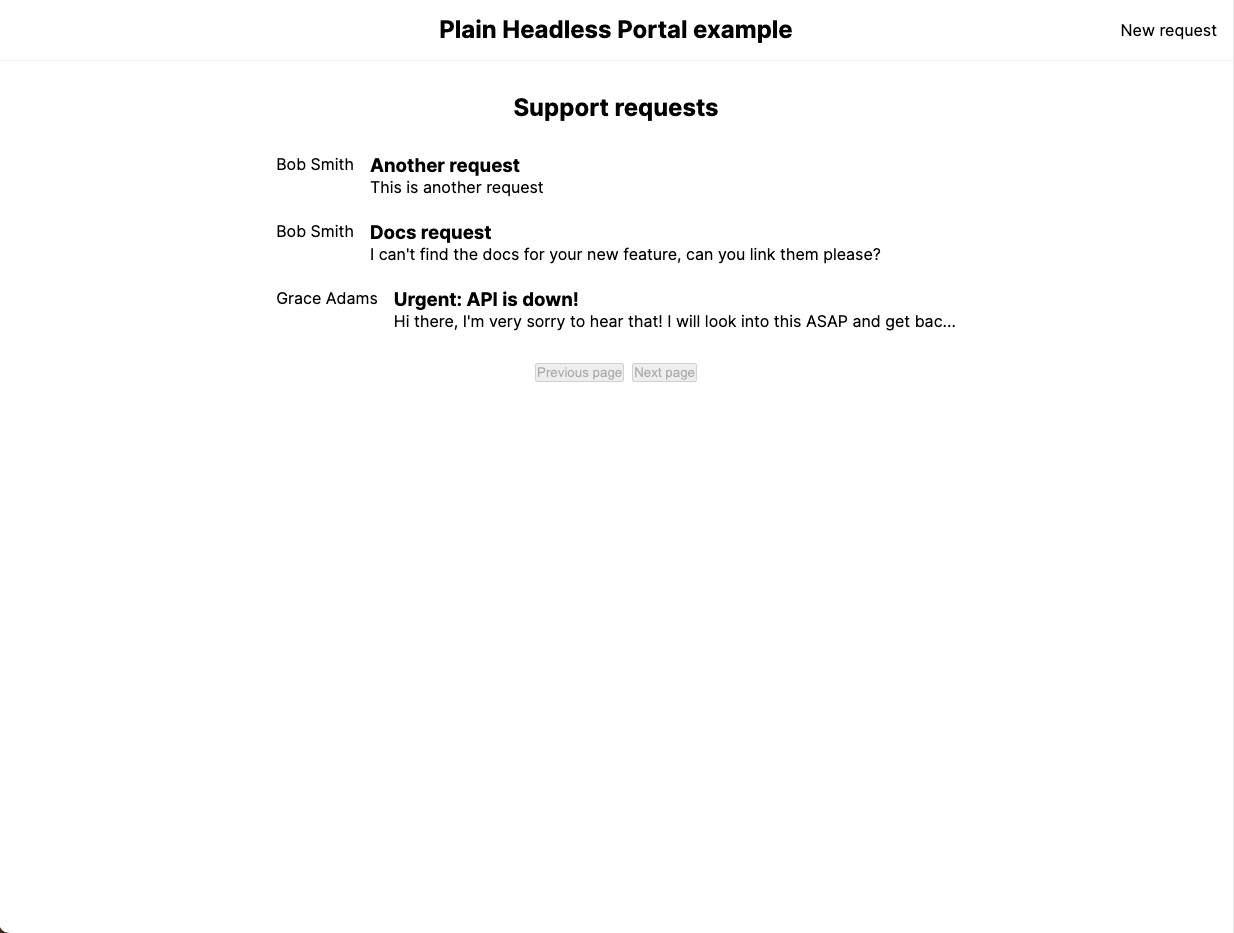 Plain Headless Portal example
New request
Support requests
Bob Smith
Another request
This is another request
Bob Smith
Docs request
I can't find the docs for your new feature, can you link them please?
Grace Adams
Urgent: API is down!
Hi there, I'm very sorry to hear that! I will look into this ASAP and get bac...
Previous page
Next page